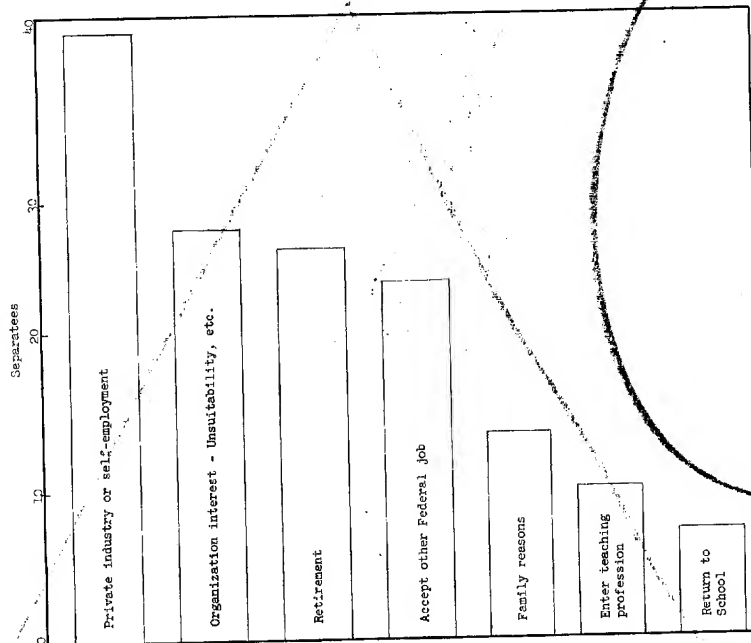 Separatees
0
10
20
30
40
Private industry or self-employment
Organization interest - Unsuitability, etc.
Retirement
Accept other Federal job
Family reasons
Enter teaching
profession
Return to
School